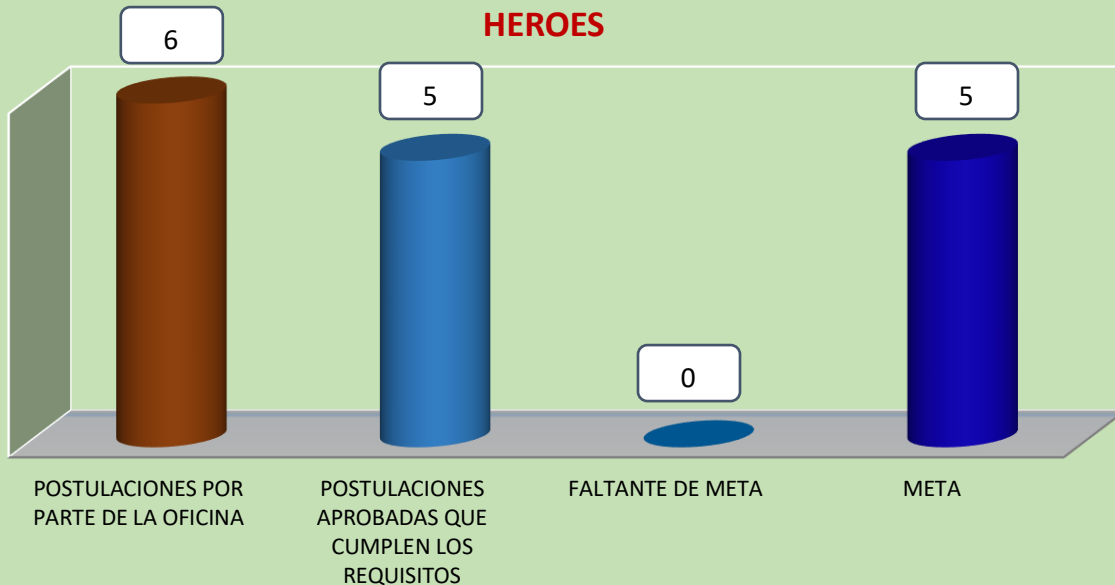 HEROES
6
5
0
5
POSTULACIONES POR
PARTE DE LA OFICINA
POSTULACIONES
APROBADAS QUE
CUMPLEN LOS
REQUISITOS
FALTANTE DE META
META